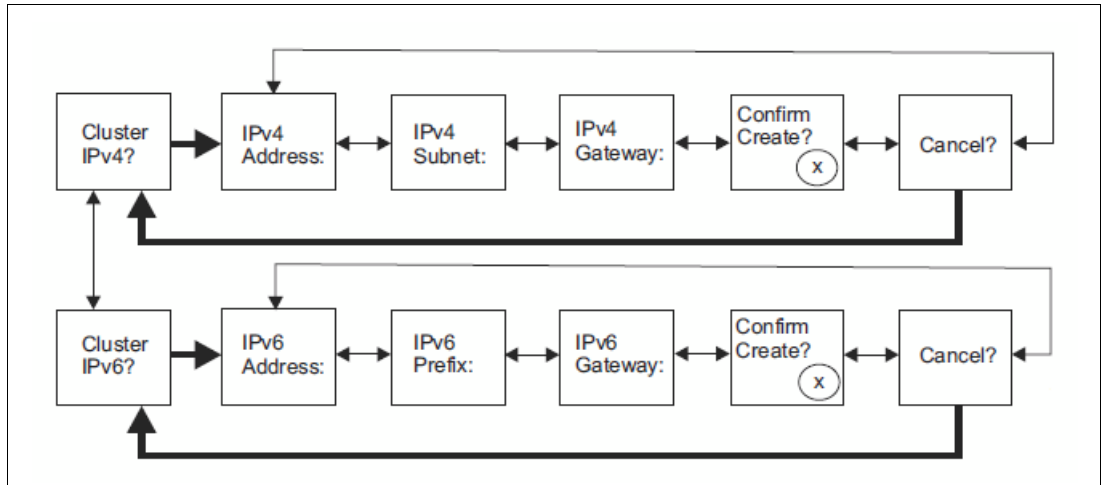 Cluster
IPv4?
IPv4
Address:
IPv4
Subnet:
IPv4
Gateway:
Confirm
Create?
x
Cancel?
Cluster
IPv6?
IPv6
Address:
IPv6
Prefix:
IPv6
Gateway:
Confirm
Create?
x
Cancel?